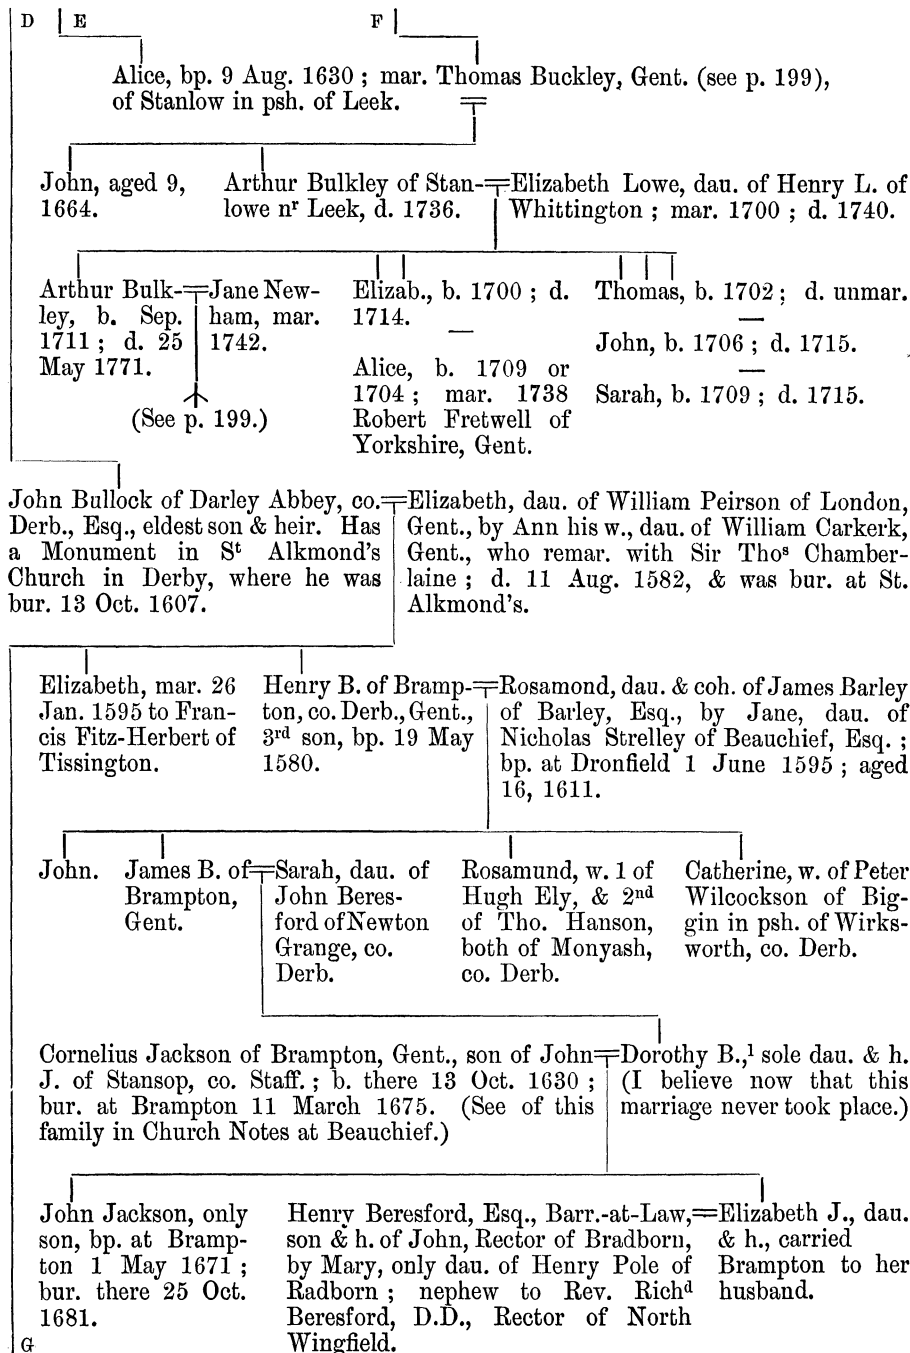 D E F
Alice, bp. 9 Aug. 1630 ; mar. Thomas Buckley, Gent. (see p. 199),
of Stanlow in psh. of Leek.
John, aged 9,
1664.
Arthur Bulkley of Stan-
lowe nʳ Leek, d. 1736.
Elizabeth Lowe, dau. of Henry L. of
Whittington ; mar. 1700 ; d. 1740.
Arthur Bulk-
ley, b. Sep.
1711 ; d. 25
May 1771.
Jane New-
ham, mar.
1742.
(See p. 199.)
Elizab., b. 1700 ; d.
1714.
—
Alice, b. 1709 or
1704 ; mar. 1738
Robert Fretwell of
Yorkshire, Gent.
Thomas, b. 1702 ; d. unmar.
—
John, b. 1706 ; d. 1715.
—
Sarah, b. 1709 ; d. 1715.
John Bullock of Darley Abbey, co.
Derb., Esq., eldest son & heir. Has
a Monument in Sᵗ Alkmond's
Church in Derby, where he was
bur. 13 Oct. 1607.
Elizabeth, dau. of William Peirson of London,
Gent., by Ann his w., dau. of William Carkerk,
Gent., who remar. with Sir Thoˢ Chamber-
laine ; d. 11 Aug. 1582, & was bur. at St.
Alkmond's.
Elizabeth, mar. 26
Jan. 1595 to Fran-
cis Fitz-Herbert of
Tissington.
Henry B. of Bramp-
ton, co. Derb., Gent.,
3ʳᵈ son, bp. 19 May
1580.
Rosamond, dau. & coh. of James Barley
of Barley, Esq., by Jane, dau. of
Nicholas Strelley of Beauchief, Esq. ;
bp. at Dronfield 1 June 1595 ; aged
16, 1611.
John.
James B. of
Brampton,
Gent.
Sarah, dau. of
John Beres-
ford of Newton
Grange, co.
Derb.
Rosamund, w. 1 of
Hugh Ely, & 2ⁿᵈ
of Tho. Hanson,
both of Monyash,
co. Derb.
Catherine, w. of Peter
Wilcockson of Big-
gin in psh. of Wirks-
worth, co. Derb.
Cornelius Jackson of Brampton, Gent., son of John
J. of Stansop, co. Staff. ; b. there 13 Oct. 1630 ;
bur. at Brampton 11 March 1675. (See of this
family in Church Notes at Beauchief.)
Dorothy B.,¹ sole dau. & h.
(I believe now that this
marriage never took place.)
John Jackson, only
son, bp. at Bramp-
ton 1 May 1671 ;
bur. there 25 Oct.
1681.
Henry Beresford, Esq., Barr.-at-Law,
son & h. of John, Rector of Bradborn,
by Mary, only dau. of Henry Pole of
Radborn ; nephew to Rev. Richᵈ
Beresford, D.D., Rector of North
Wingfield.
Elizabeth J., dau.
& h., carried
Brampton to her
husband.
G